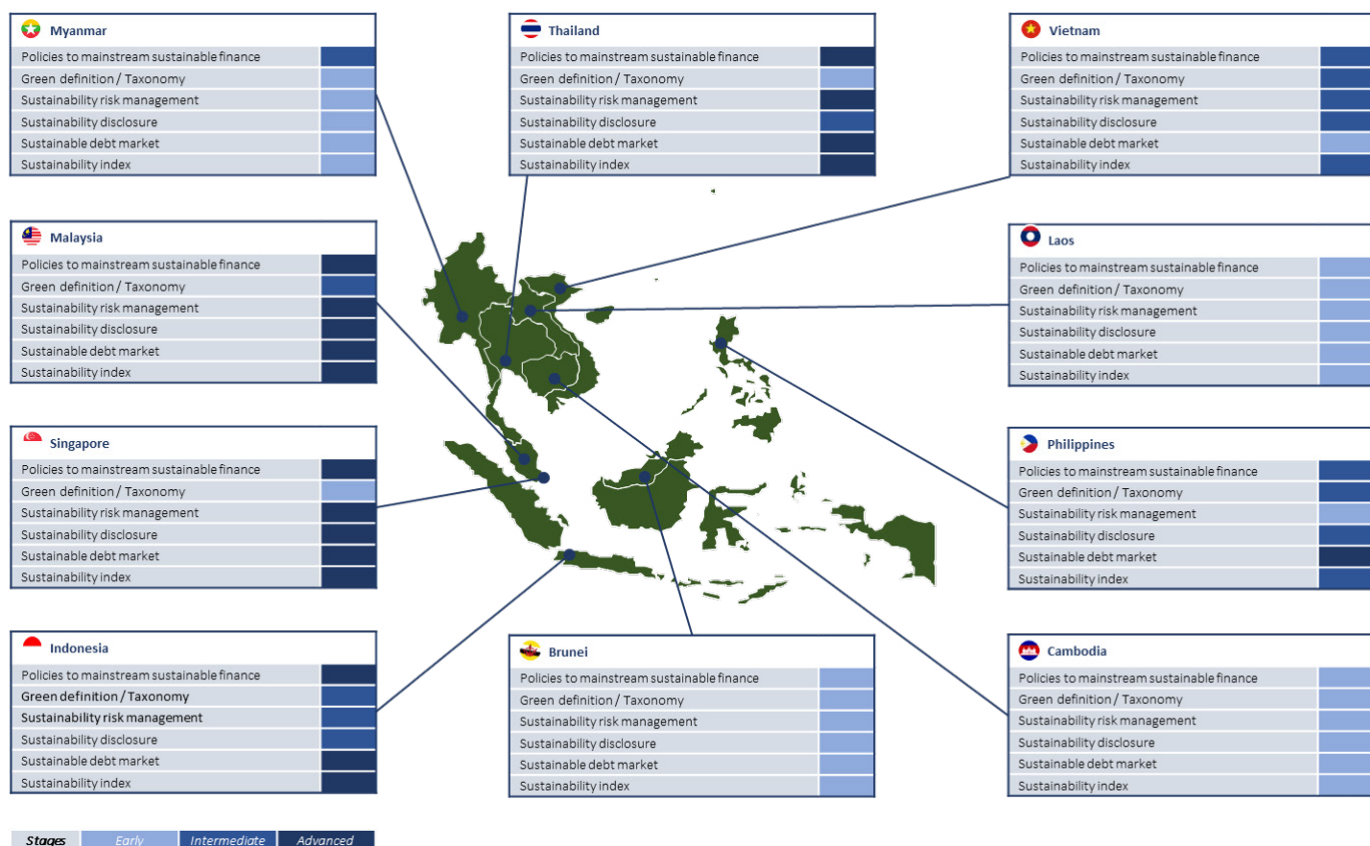 Myanmar
Policies to mainstream sustainable finance
Green definition / Taxonomy
Sustainability risk management
Sustainability disclosure
Sustainable debt market
Sustainability index
Thailand
Policies to mainstream sustainable finance
Green definition / Taxonomy
Sustainability risk management
Sustainability disclosure
Sustainable debt market
Sustainability index
Vietnam
Policies to mainstream sustainable finance
Green definition / Taxonomy
Sustainability risk management
Sustainability disclosure
Sustainable debt market
Sustainability index
Malaysia
Policies to mainstream sustainable finance
Green definition / Taxonomy
Sustainability risk management
Sustainability disclosure
Sustainable debt market
Sustainability index
Laos
Policies to mainstream sustainable finance
Green definition / Taxonomy
Sustainability risk management
Sustainability disclosure
Sustainable debt market
Sustainability index
Singapore
Policies to mainstream sustainable finance
Green definition / Taxonomy
Sustainability risk management
Sustainability disclosure
Sustainable debt market
Sustainability index
Philippines
Policies to mainstream sustainable finance
Green definition / Taxonomy
Sustainability risk management
Sustainability disclosure
Sustainable debt market
Sustainability index
Indonesia
Policies to mainstream sustainable finance
Green definition / Taxonomy
Sustainability risk management
Sustainability disclosure
Sustainable debt market
Sustainability index
Brunei
Policies to mainstream sustainable finance
Green definition / Taxonomy
Sustainability risk management
Sustainability disclosure
Sustainable debt market
Sustainability index
Cambodia
Policies to mainstream sustainable finance
Green definition / Taxonomy
Sustainability risk management
Sustainability disclosure
Sustainable debt market
Sustainability index
Stages Early Intermediate Advanced